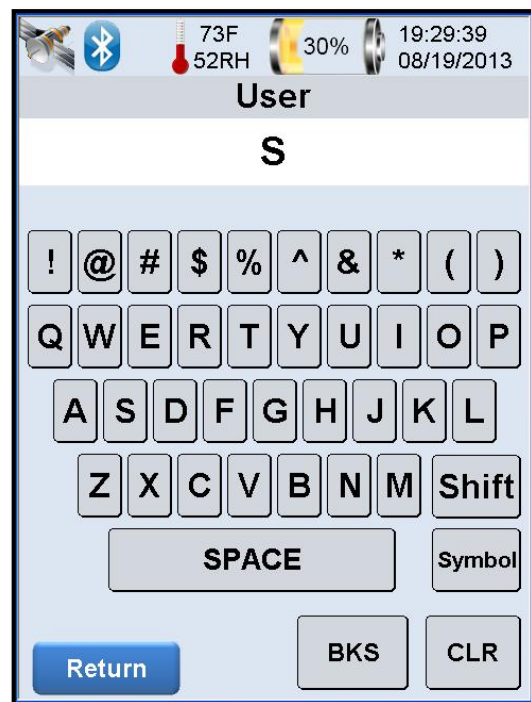 73F 30% 19:29:39
52RH 08/19/2013
User
S
! @ # $ % ^ & * ( )
Q W E R T Y U I O P
A S D F G H J K L
Z X C V B N M Shift
SPACE Symbol
Return BKS CLR